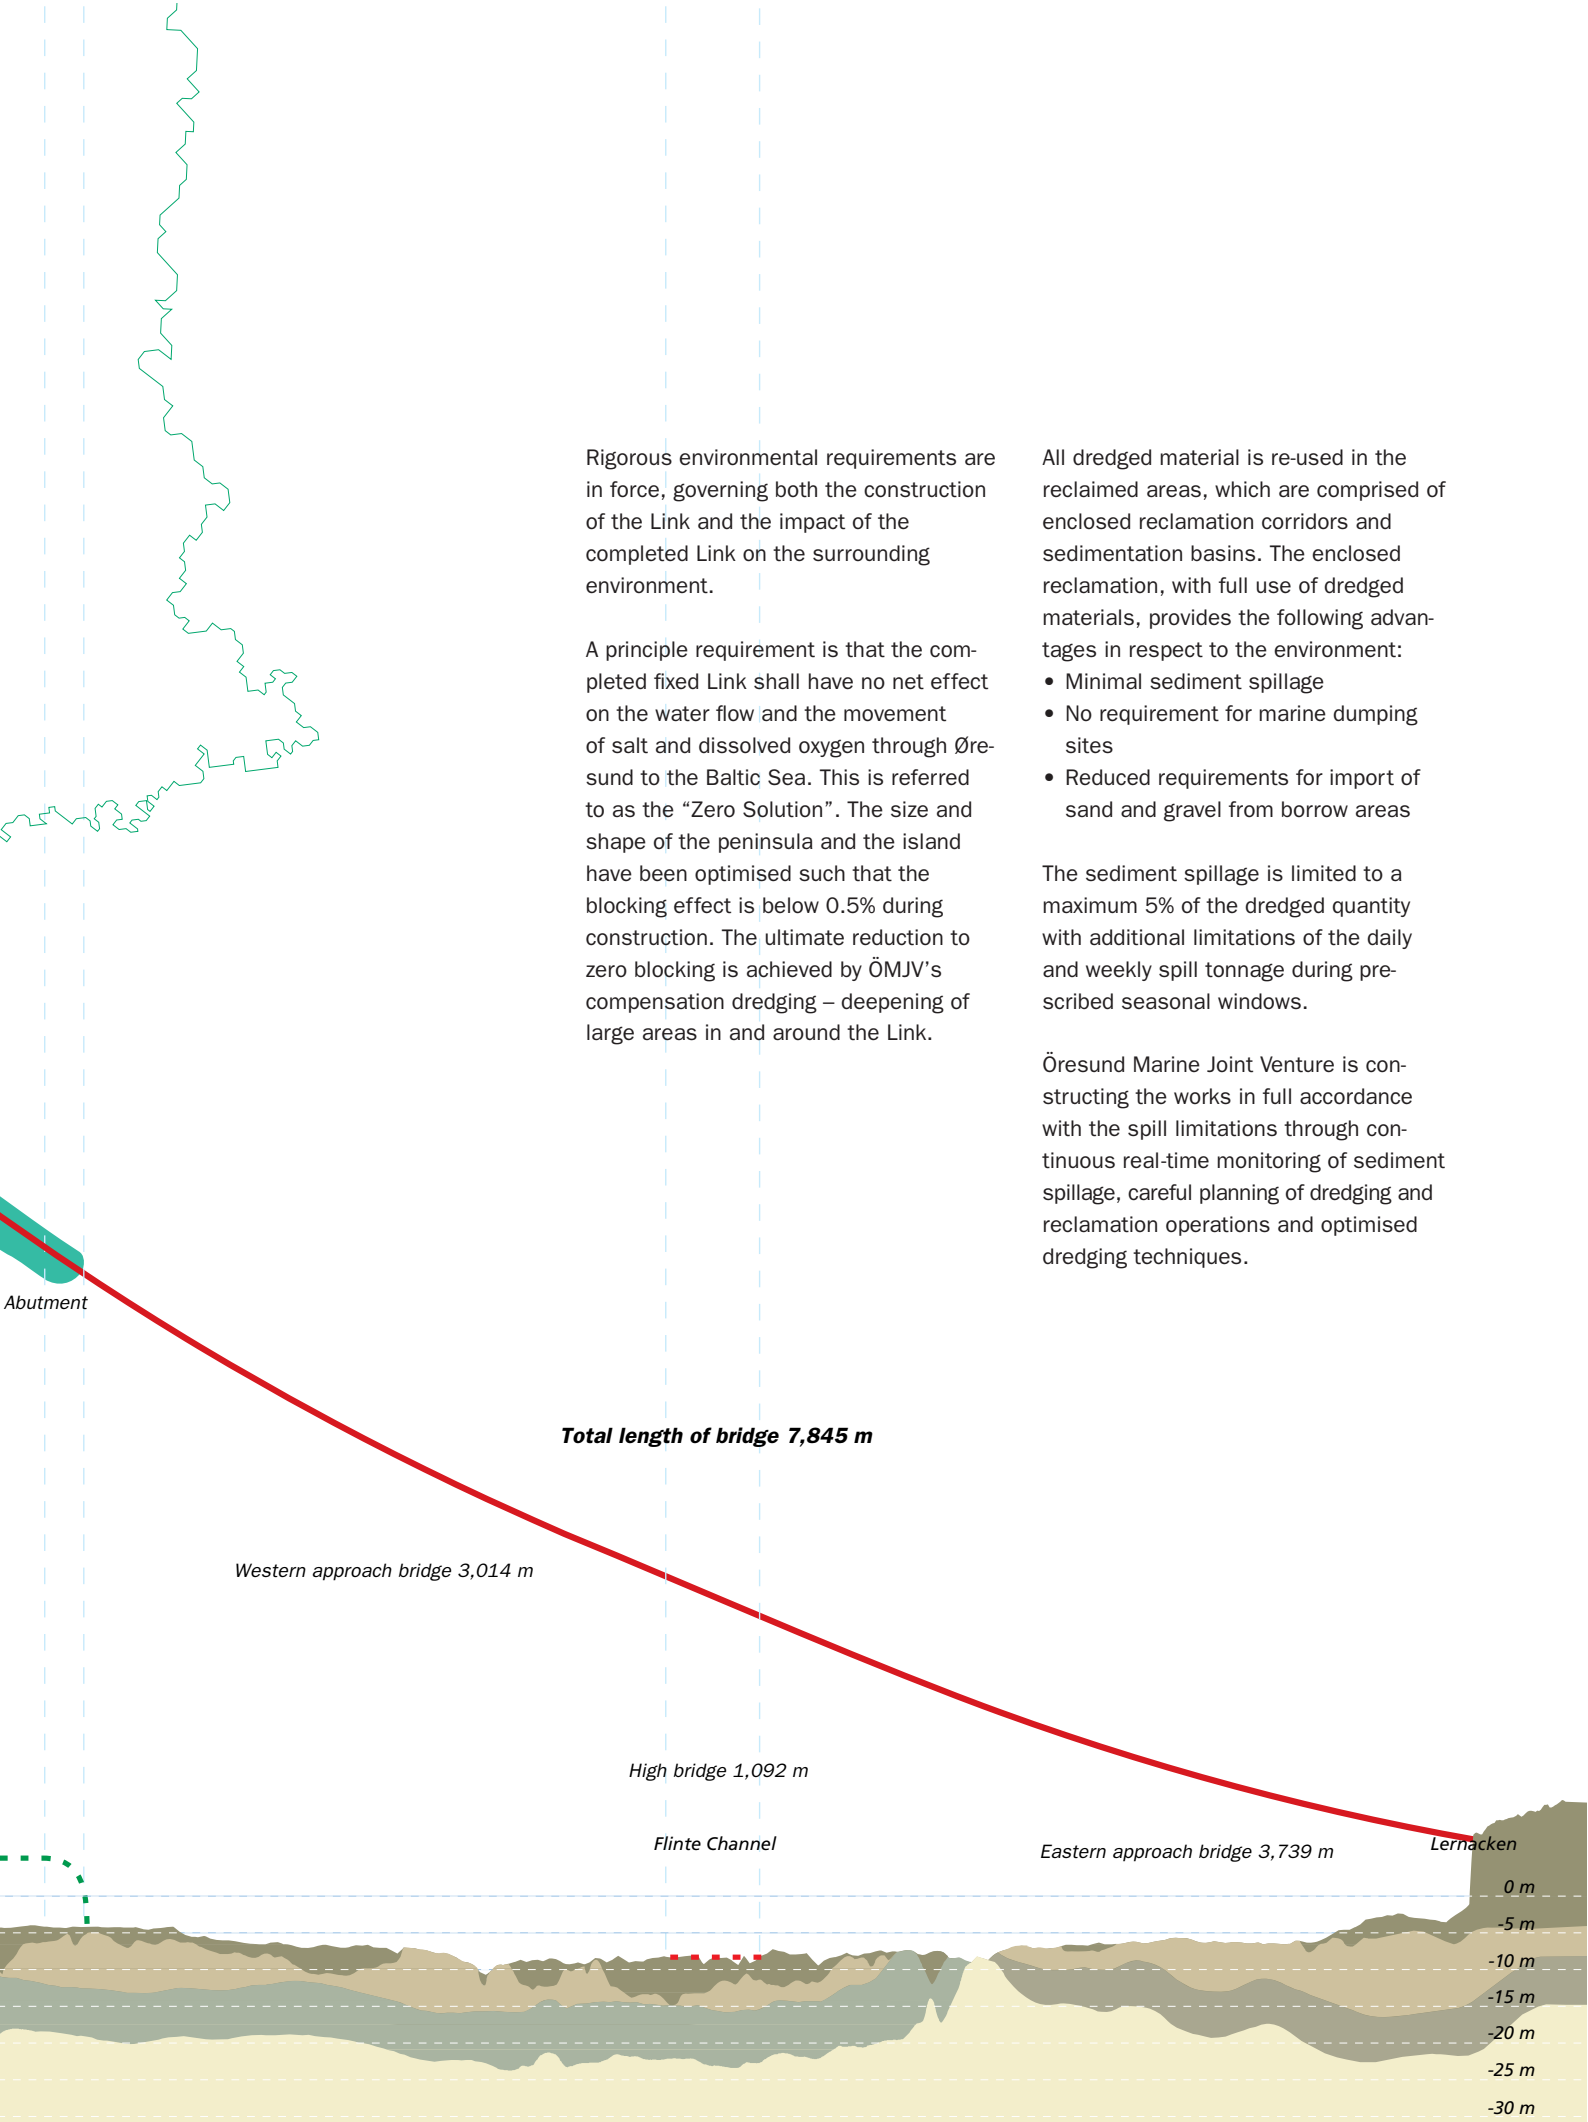 Rigorous environmental requirements are
in force, governing both the construction
of the Link and the impact of the
completed Link on the surrounding
environment.
A principle requirement is that the com-
pleted fixed Link shall have no net effect
on the water flow and the movement
of salt and dissolved oxygen through Øre-
sund to the Baltic Sea. This is referred
to as the “Zero Solution”. The size and
shape of the peninsula and the island
have been optimised such that the
blocking effect is below 0.5% during
construction. The ultimate reduction to
zero blocking is achieved by ÖMJV’s
compensation dredging – deepening of
large areas in and around the Link.
All dredged material is re-used in the
reclaimed areas, which are comprised of
enclosed reclamation corridors and
sedimentation basins. The enclosed
reclamation, with full use of dredged
materials, provides the following advan-
tages in respect to the environment:
• Minimal sediment spillage
• No requirement for marine dumping
sites
• Reduced requirements for import of
sand and gravel from borrow areas
The sediment spillage is limited to a
maximum 5% of the dredged quantity
with additional limitations of the daily
and weekly spill tonnage during pre-
scribed seasonal windows.
Öresund Marine Joint Venture is con-
structing the works in full accordance
with the spill limitations through con-
tinuous real-time monitoring of sediment
spillage, careful planning of dredging and
reclamation operations and optimised
dredging techniques.
Abutment
Total length of bridge 7,845 m
Western approach bridge 3,014 m
High bridge 1,092 m
Flinte Channel
Eastern approach bridge 3,739 m
Lernacken
0 m
-5 m
-10 m
-15 m
-20 m
-25 m
-30 m